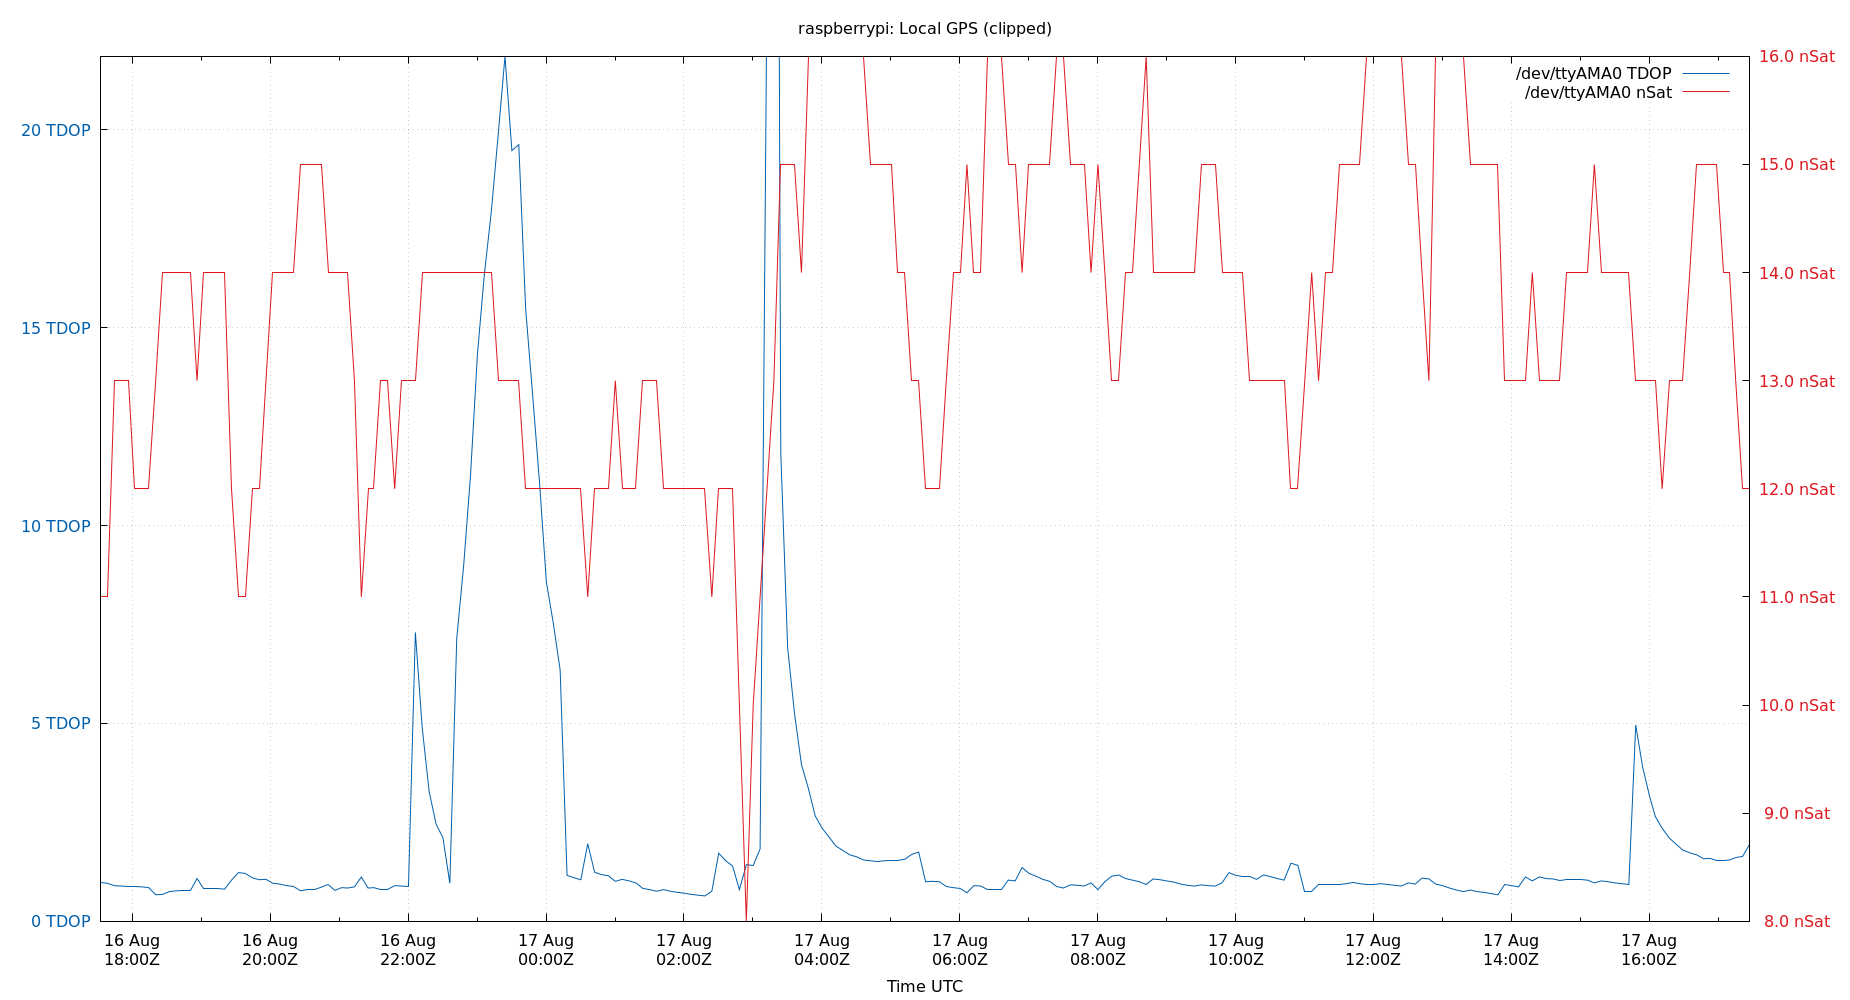 raspberrypi: Local GPS (clipped)
/dev/ttyAMA0 TDOP
/dev/ttyAMA0 nSat
20 TDOP
15 TDOP
10 TDOP
5 TDOP
0 TDOP
16.0 nSat
15.0 nSat
14.0 nSat
13.0 nSat
12.0 nSat
11.0 nSat
10.0 nSat
9.0 nSat
8.0 nSat
16 Aug
18:00Z
16 Aug
20:00Z
16 Aug
22:00Z
17 Aug
00:00Z
17 Aug
02:00Z
17 Aug
04:00Z
17 Aug
06:00Z
17 Aug
08:00Z
17 Aug
10:00Z
17 Aug
12:00Z
17 Aug
14:00Z
17 Aug
16:00Z
Time UTC